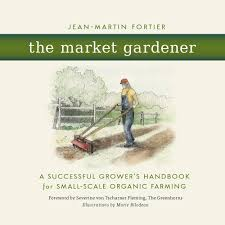 JEAN-MARTIN FORTIER
the market gardener
A SUCCESSFUL GROWER'S HANDBOOK
for SMALL-SCALE ORGANIC FARMING
Foreword by Severine von Tscharner Fleming, The Greenhorns
Illustrations by Marie Bilodeau